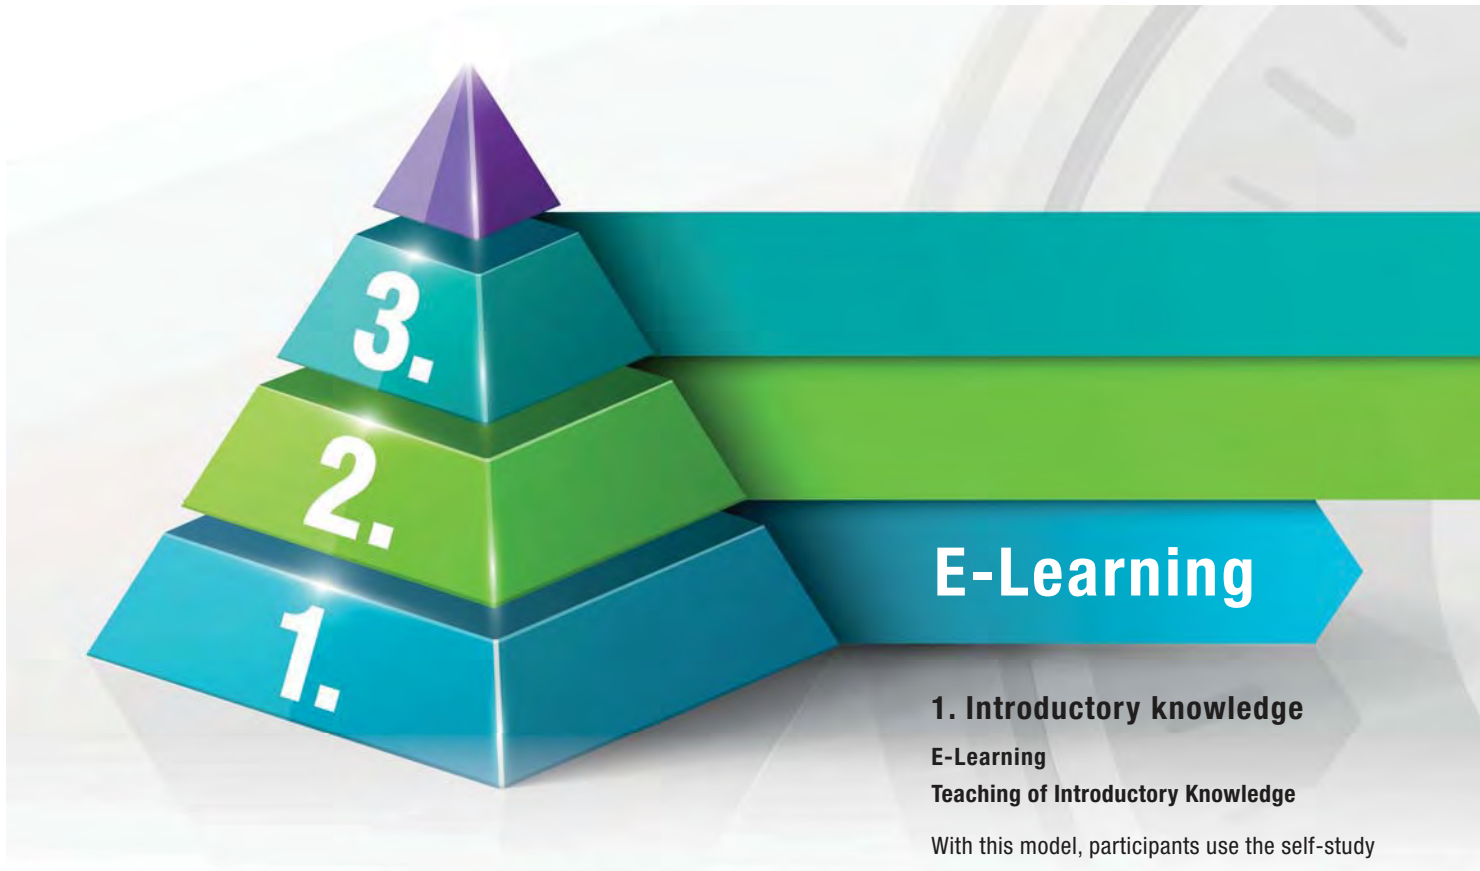 3.
2.
1.
E-Learning
1. Introductory knowledge
E-Learning
Teaching of Introductory Knowledge
With this model, participants use the self-study